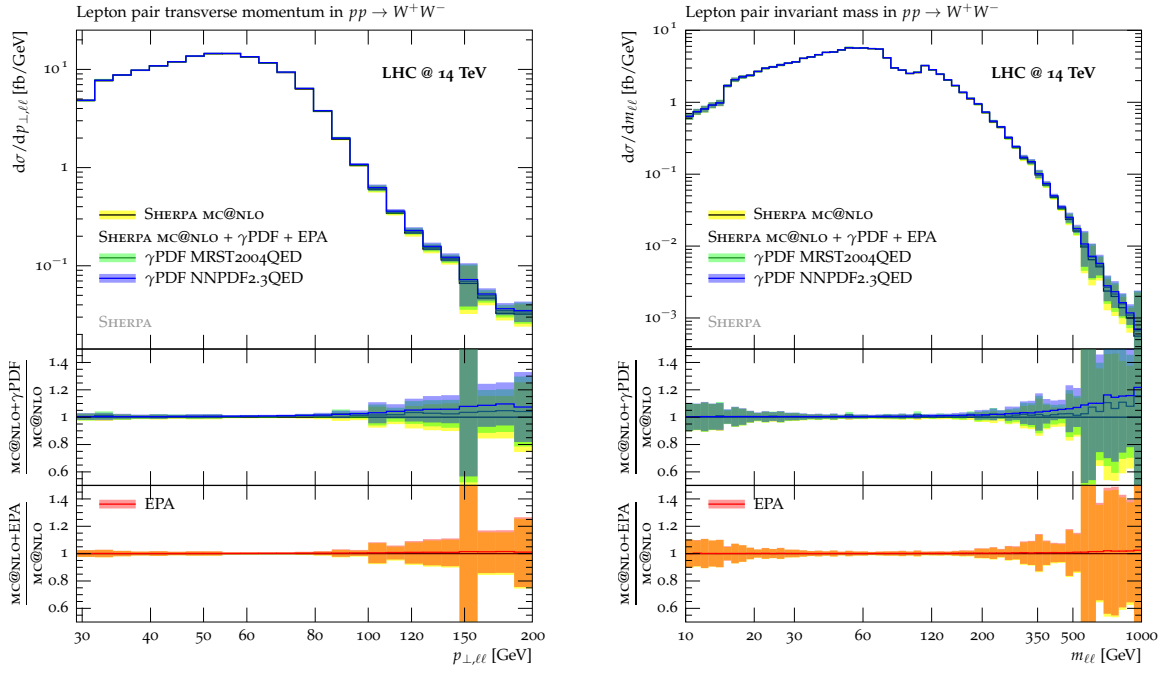 Lepton pair transverse momentum in pp → W⁺W⁻
dσ/dp⊥,ℓℓ [fb/GeV]
10¹
1
10⁻¹
LHC @ 14 TeV
SHERPA MC@NLO
SHERPA MC@NLO + γPDF + EPA
γPDF MRST2004QED
γPDF NNPDF2.3QED
SHERPA
MC@NLO+γPDF
MC@NLO
1.4
1.2
1
0.8
0.6
MC@NLO+EPA
MC@NLO
EPA
1.4
1.2
1
0.8
0.6
30 40 50 60 80 100 120 150 200
p⊥,ℓℓ [GeV]
Lepton pair invariant mass in pp → W⁺W⁻
dσ/dmℓℓ [fb/GeV]
10¹
1
10⁻¹
10⁻²
10⁻³
LHC @ 14 TeV
SHERPA MC@NLO
SHERPA MC@NLO + γPDF + EPA
γPDF MRST2004QED
γPDF NNPDF2.3QED
SHERPA
MC@NLO+γPDF
MC@NLO
1.4
1.2
1
0.8
0.6
MC@NLO+EPA
MC@NLO
EPA
1.4
1.2
1
0.8
0.6
10 20 30 60 120 200 350 500 1000
mℓℓ [GeV]